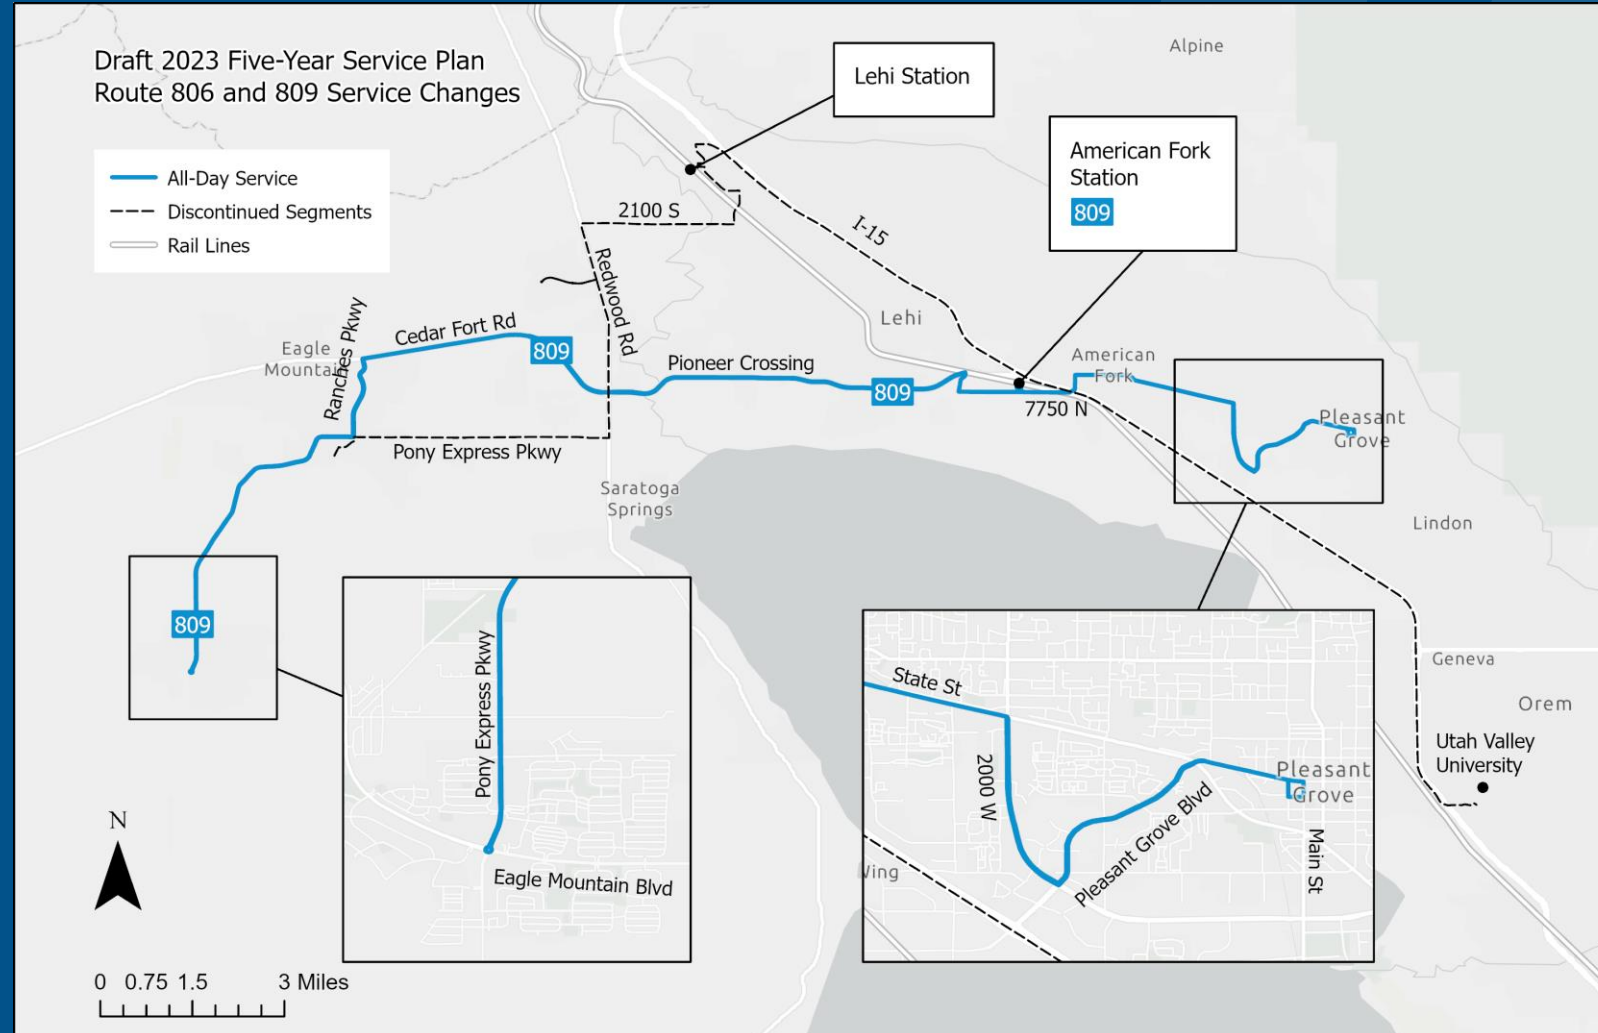 Draft 2023 Five-Year Service Plan
Route 806 and 809 Service Changes
All-Day Service
Discontinued Segments
Rail Lines
Lehi Station
American Fork
Station
809
Alpine
2100 S
I-15
Redwood Rd
Lehi
Cedar Fort Rd
Eagle
Mountain
Ranches Pkwy
809
Pioneer Crossing
809
American
Fork
7750 N
Pleasant
Grove
Pony Express Pkwy
Saratoga
Springs
Lindon
809
Geneva
Orem
Utah Valley
University
Pony Express Pkwy
Eagle Mountain Blvd
State St
2000 W
Pleasant Grove Blvd
Pleasant
Grove
Main St
N
0 0.75 1.5 3 Miles